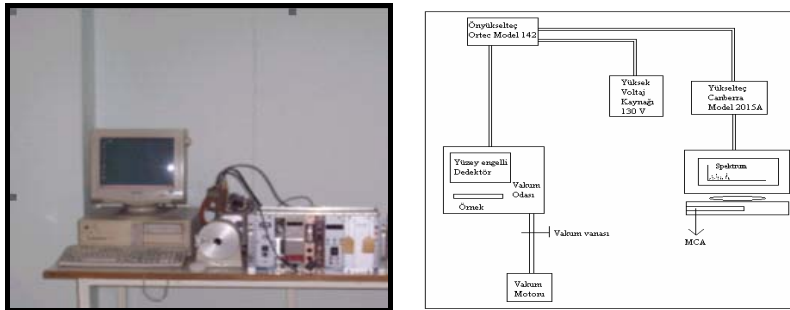 Önyükselteç
Ortec Model 142
Yüksek
Voltaj
Kaynağı
130 V
Yükselteç
Canberra
Model 2015A
Yüzey engelli
Dedektör
Vakum
Odası
Örnek
Spektrum
MCA
Vakum vanası
Vakum
Motoru